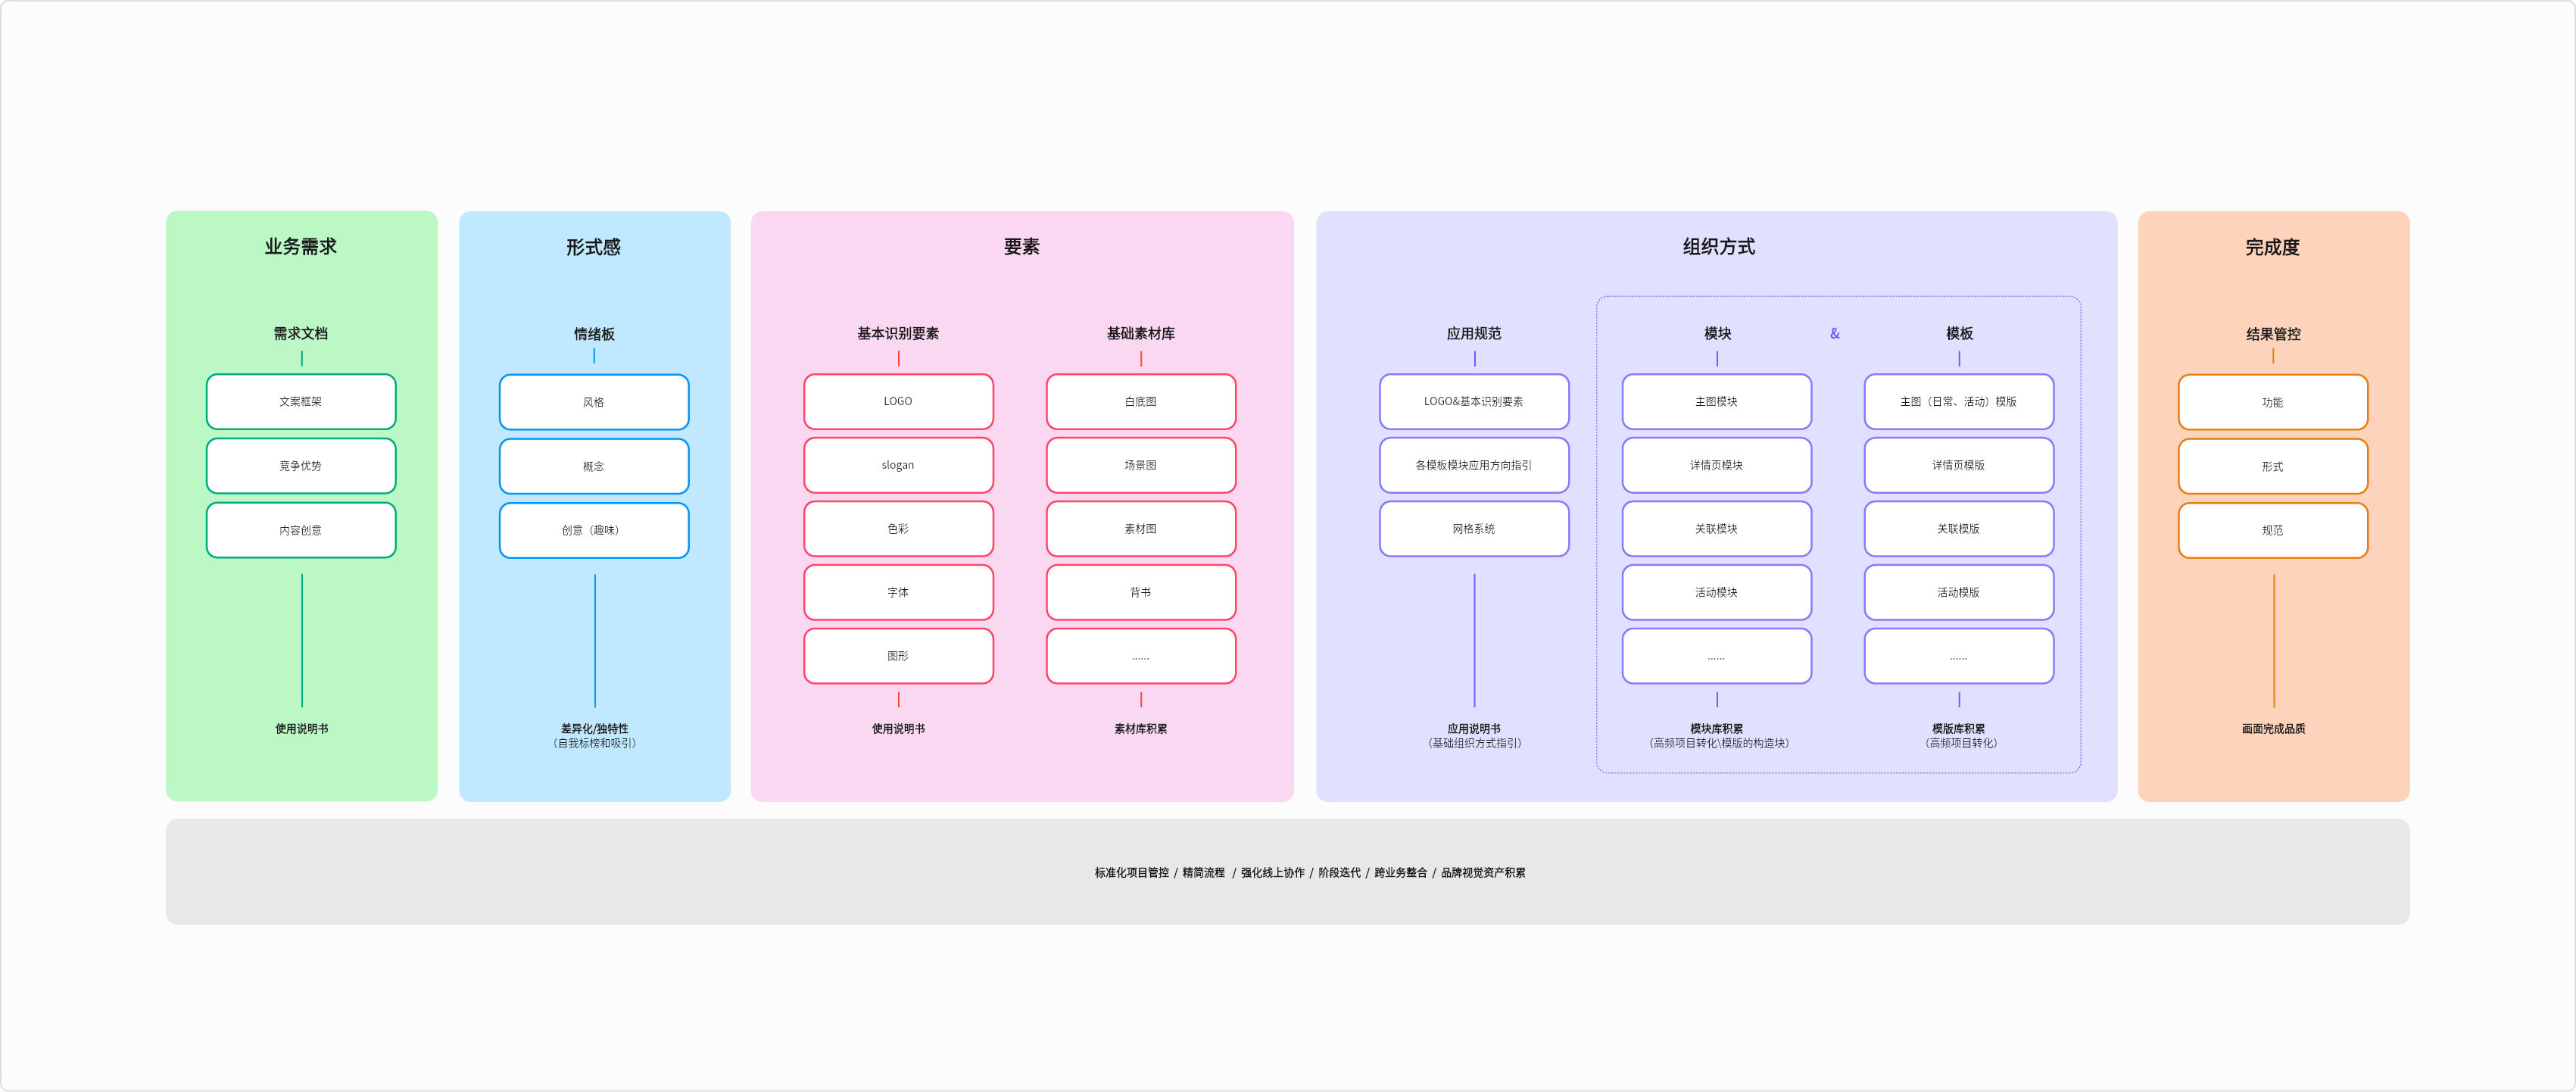 业务需求
需求文档
文案框架
竞争优势
内容创意
使用说明书
形式感
情绪板
风格
概念
创意（趣味）
差异化/独特性
（自我标榜和吸引）
要素
基本识别要素
LOGO
slogan
色彩
字体
图形
使用说明书
基础素材库
白底图
场景图
素材图
背书
……
素材库积累
组织方式
应用规范
LOGO&基本识别要素
各模板模块应用方向指引
网格系统
应用说明书
（基础组织方式指引）
模块
主图模块
详情页模块
关联模块
活动模块
……
模块库积累
（高频项目转化\模版的构造块）
&
模板
主图（日常、活动）模版
详情页模版
关联模版
活动模版
……
模版库积累
（高频项目转化）
完成度
结果管控
功能
形式
规范
画面完成品质
标准化项目管控 / 精简流程 / 强化线上协作 / 阶段迭代 / 跨业务整合 / 品牌视觉资产积累